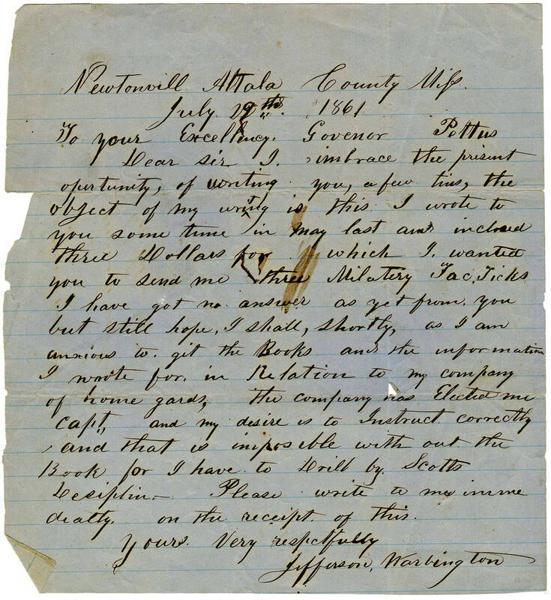 Newtonvill Attala County Miss.
July 29th 1861
To your Excellency. Govenor Pettus
Dear sir I. imbrace the present
opurtunity, of writing you, a few lins, the
object of my writing is this I wrote to
you some time in may last and inclosed
three Dollars for which I. wanted
you to send me three Milatery Tac,Ticks
I have got no answer as yet from you
but still hope, I shall, shortly, as I am
anxious to. git the Books and the information
I wrote for, in Relation to my company
of home gards, the company has Elected me
capt, and my desire is to Instruct correctly
and that is imposible with out the
Book for I have to Drill by Scotts
Desiplin- Please write to me imme
deatly. on the receipt of this.
yours Very respectfully
Jefferson, Warbington